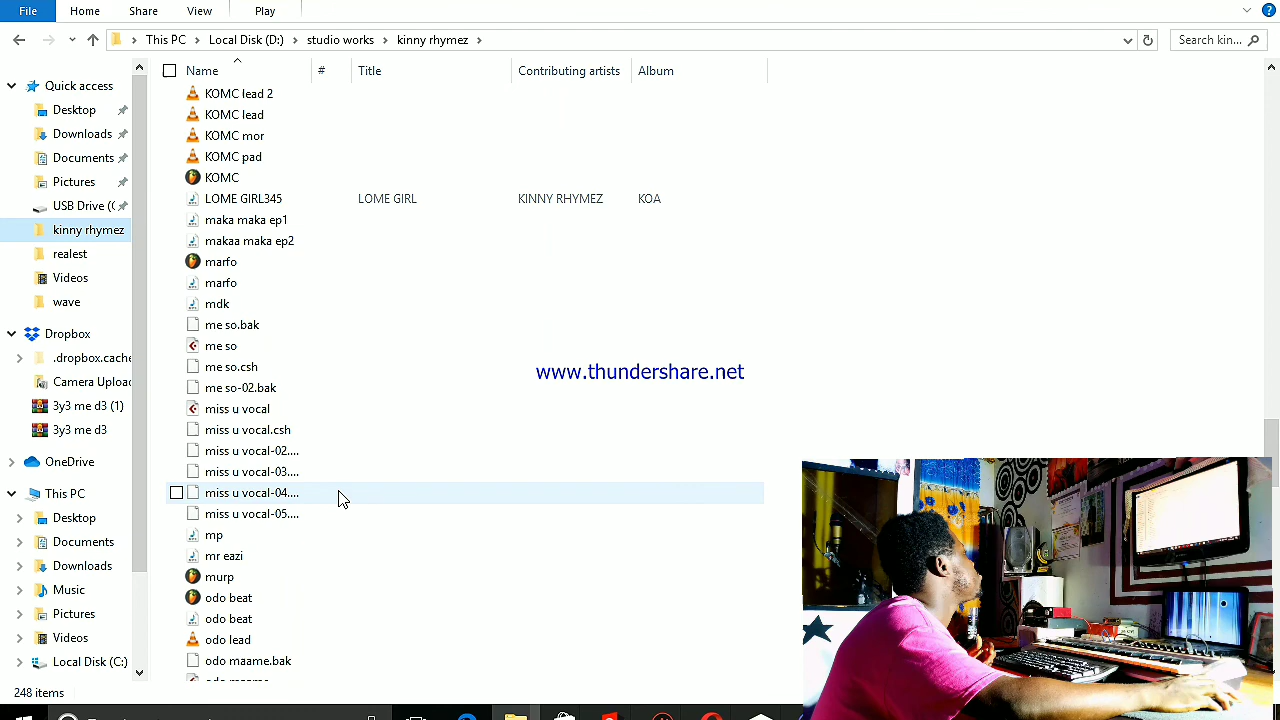 File Home Share View Play
This PC Local Disk (D:) studio works kinny rhymez Search kin...
Name # Title Contributing artists Album
Quick access
Desktop
Downloads
Documents
Pictures
USB Drive (
kinny rhymez
realest
Videos
wave
Dropbox
.dropbox.cache
Camera Upload
3y3 me d3 (1)
3y3 me d3
OneDrive
This PC
Desktop
Documents
Downloads
Music
Pictures
Videos
Local Disk (C:)
KOMC lead 2
KOMC lead
KOMC mor
KOMC pad
KOMC
LOME GIRL345 LOME GIRL KINNY RHYMEZ KOA
maka maka ep1
makaa maka ep2
marfo
marfo
mdk
me so.bak
me so
me so.csh
me so-02.bak
miss u vocal
miss u vocal.csh
miss u vocal-02....
miss u vocal-03....
miss u vocal-04....
miss u vocal-05....
mp
mr eazi
murp
odo beat
odo beat
odo lead
odo maame.bak
www.thundershare.net
248 items